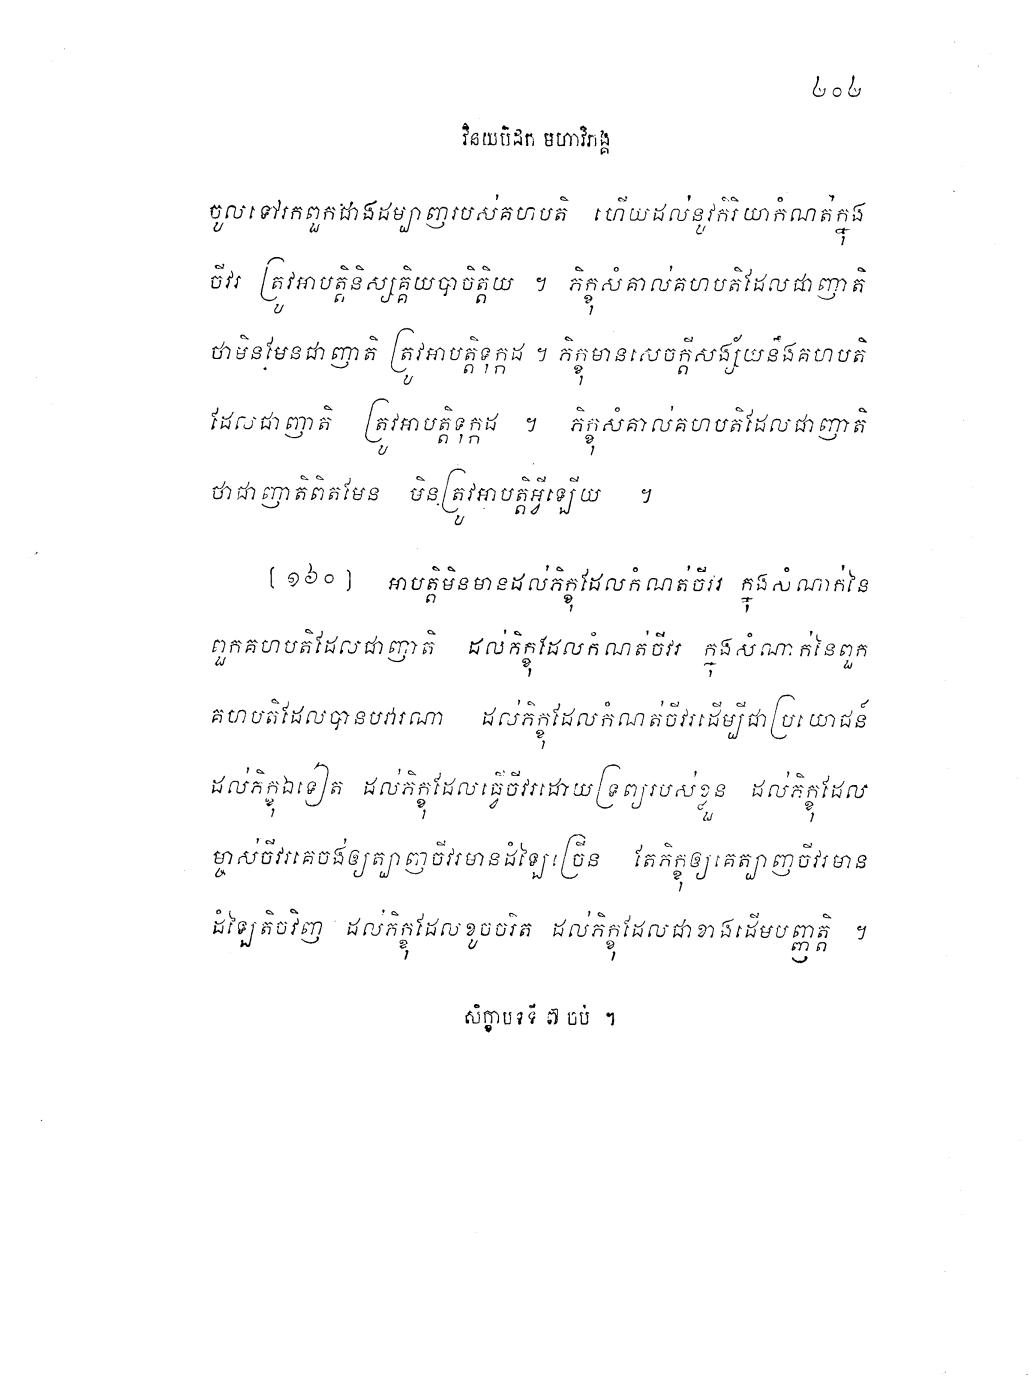 ២០២
វិនយបិដក មហាវិភង្គ
ចូលទៅរកពួកជាងដម្បាញរបស់គហបតិ ហើយដល់នូវកិរិយាកំណត់ក្នុង
ចីវរ ត្រូវអាបត្តិនិស្សគ្គិយបាចិត្តិយ ។ ភិក្ខុសំគាល់គហបតិដែលជាញាតិ
ថាមិនមែនជាញាតិ ត្រូវអាបត្តិទុក្កដ ។ ភិក្ខុមានសេចក្តីសង្ស័យនឹងគហបតិ
ដែលជាញាតិ ត្រូវអាបត្តិទុក្កដ ។ ភិក្ខុសំគាល់គហបតិដែលជាញាតិ
ថាជាញាតិពិតមែន មិនត្រូវអាបត្តិអ្វីឡើយ ។
[១៦០] អាបត្តិមិនមានដល់ភិក្ខុដែលកំណត់ចីវរ ក្នុងសំណាក់នៃ
ពួកគហបតិដែលជាញាតិ ដល់ភិក្ខុដែលកំណត់ចីវរ ក្នុងសំណាក់នៃពួក
គហបតិដែលបានបវារណា ដល់ភិក្ខុដែលកំណត់ចីវរដើម្បីជាប្រយោជន៍
ដល់ភិក្ខុឯទៀត ដល់ភិក្ខុដែលធ្វើចីវរដោយទ្រព្យរបស់ខ្លួន ដល់ភិក្ខុដែល
ម្ចាស់ចីវរគេចង់ឲ្យត្បាញចីវរមានដំឡៃច្រើន តែភិក្ខុឲ្យគេត្បាញចីវរមាន
ដំឡៃតិចវិញ ដល់ភិក្ខុដែលខូចចរិត ដល់ភិក្ខុដែលជាខាងដើមបញ្ញត្តិ ។
សិក្ខាបទទី ៧ ចប់ ។